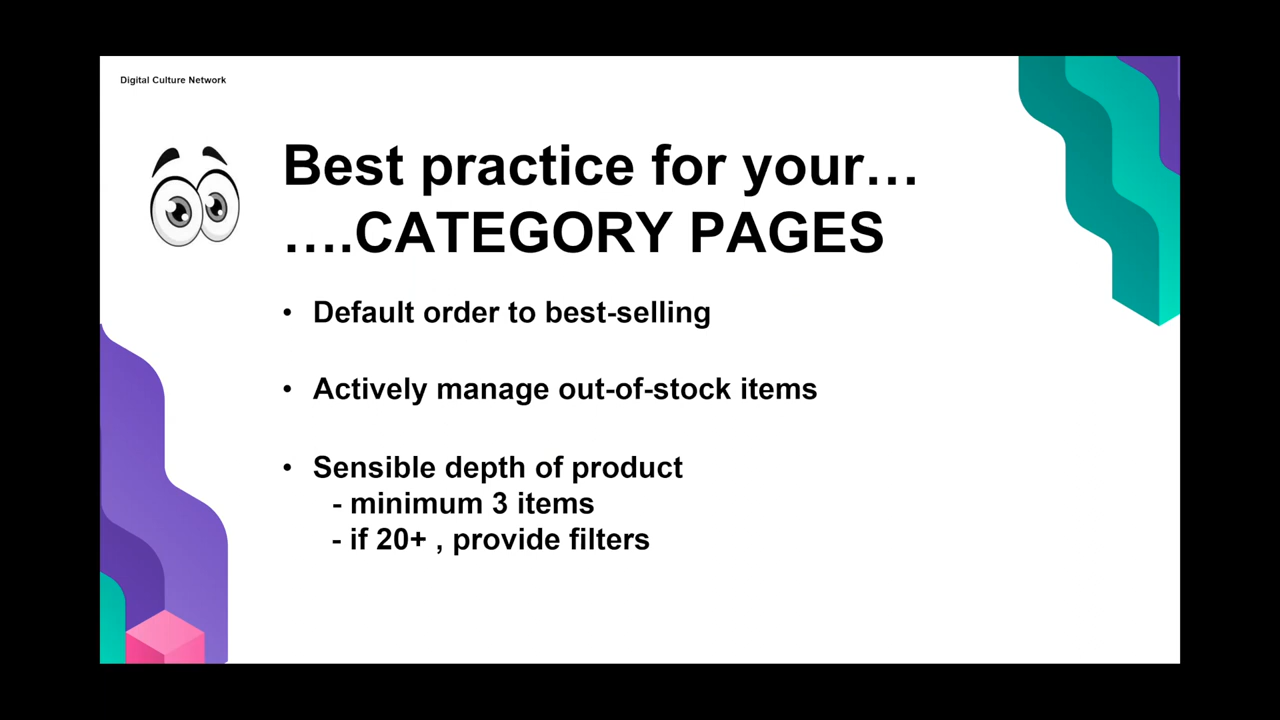 Digital Culture Network
Best practice for your…
….CATEGORY PAGES
• Default order to best-selling
• Actively manage out-of-stock items
• Sensible depth of product
- minimum 3 items
- if 20+ , provide filters